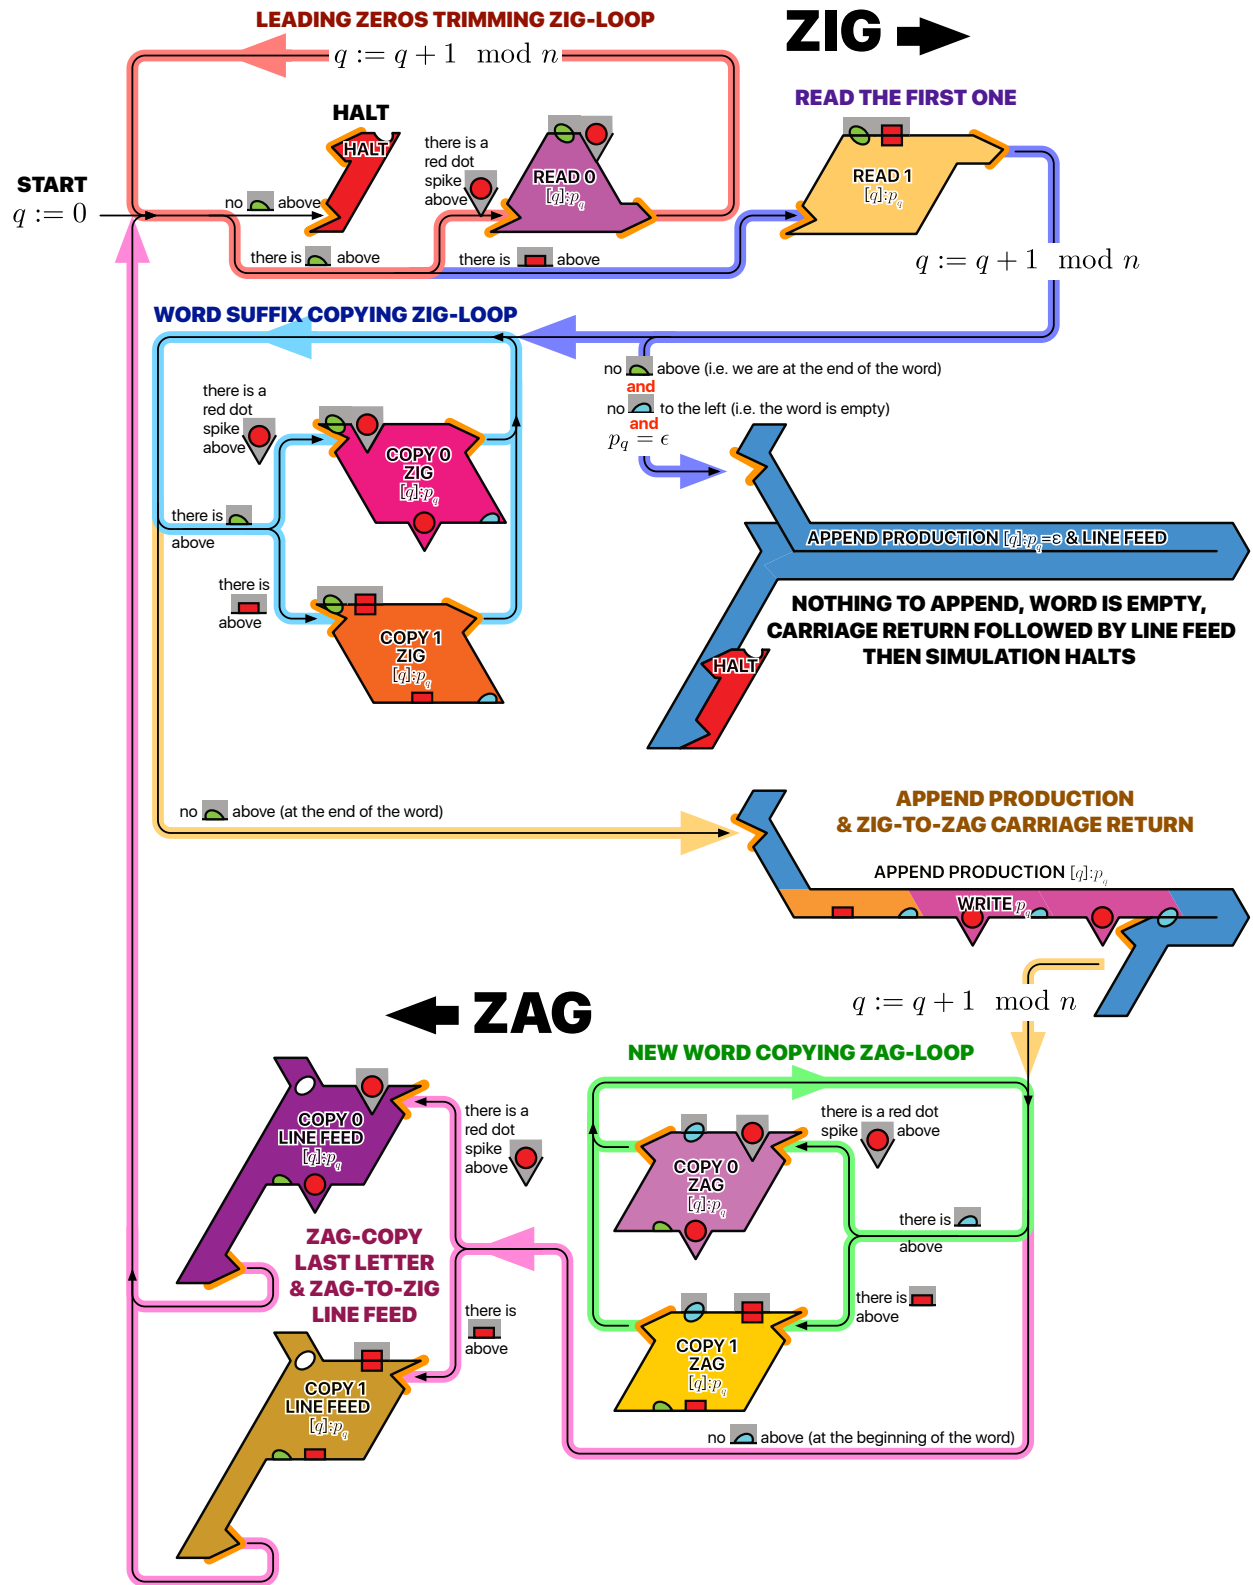 LEADING ZEROS TRIMMING ZIG-LOOP
ZIG
q := q + 1 mod n
READ THE FIRST ONE
HALT
HALT
there is a
red dot
spike
above
READ 0
[q]:p_q
READ 1
[q]:p_q
START
q := 0
no above
there is above
there is above
q := q + 1 mod n
WORD SUFFIX COPYING ZIG-LOOP
no above (i.e. we are at the end of the word)
and
no to the left (i.e. the word is empty)
and
p_q = ϵ
there is a
red dot
spike
above
COPY 0
ZIG
[q]:p_q
there is
above
APPEND PRODUCTION [q]:p_q=ε & LINE FEED
there is
above
COPY 1
ZIG
[q]:p_q
NOTHING TO APPEND, WORD IS EMPTY,
CARRIAGE RETURN FOLLOWED BY LINE FEED
THEN SIMULATION HALTS
HALT
no above (at the end of the word)
APPEND PRODUCTION
& ZIG-TO-ZAG CARRIAGE RETURN
APPEND PRODUCTION [q]:p_q
WRITE p_q
ZAG
q := q + 1 mod n
NEW WORD COPYING ZAG-LOOP
COPY 0
LINE FEED
[q]:p_q
there is a
red dot
spike
above
there is a red dot
spike above
COPY 0
ZAG
[q]:p_q
there is
above
ZAG-COPY
LAST LETTER
& ZAG-TO-ZIG
LINE FEED
there is
above
there is
above
COPY 1
ZAG
[q]:p_q
COPY 1
LINE FEED
[q]:p_q
no above (at the beginning of the word)